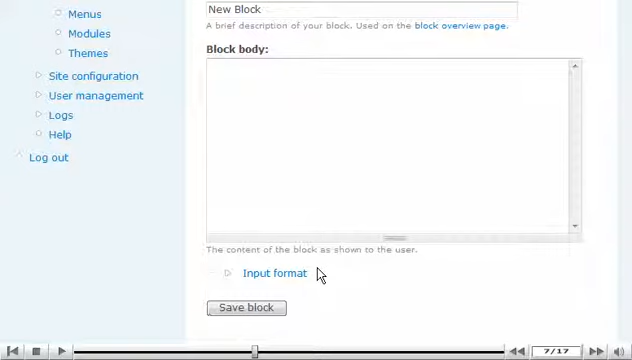 Menus
Modules
Themes
Site configuration
User management
Logs
Help
Log out
New Block
A brief description of your block. Used on the block overview page.
Block body:
The content of the block as shown to the user.
Input format
Save block
7/17